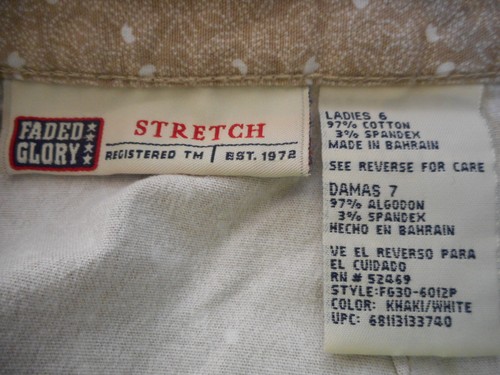 FADED
GLORY
STRETCH
REGISTERED TM | EST. 1972
LADIES 6
97% COTTON
3% SPANDEX
MADE IN BAHRAIN
SEE REVERSE FOR CARE
DAMAS 7
97% ALGODON
3% SPANDEX
HECHO EN BAHRAIN
VE EL REVERSO PARA
EL CUIDADO
RN # 52469
STYLE:FG30-6012P
COLOR: KHAKI/WHITE
UPC: 68113133740